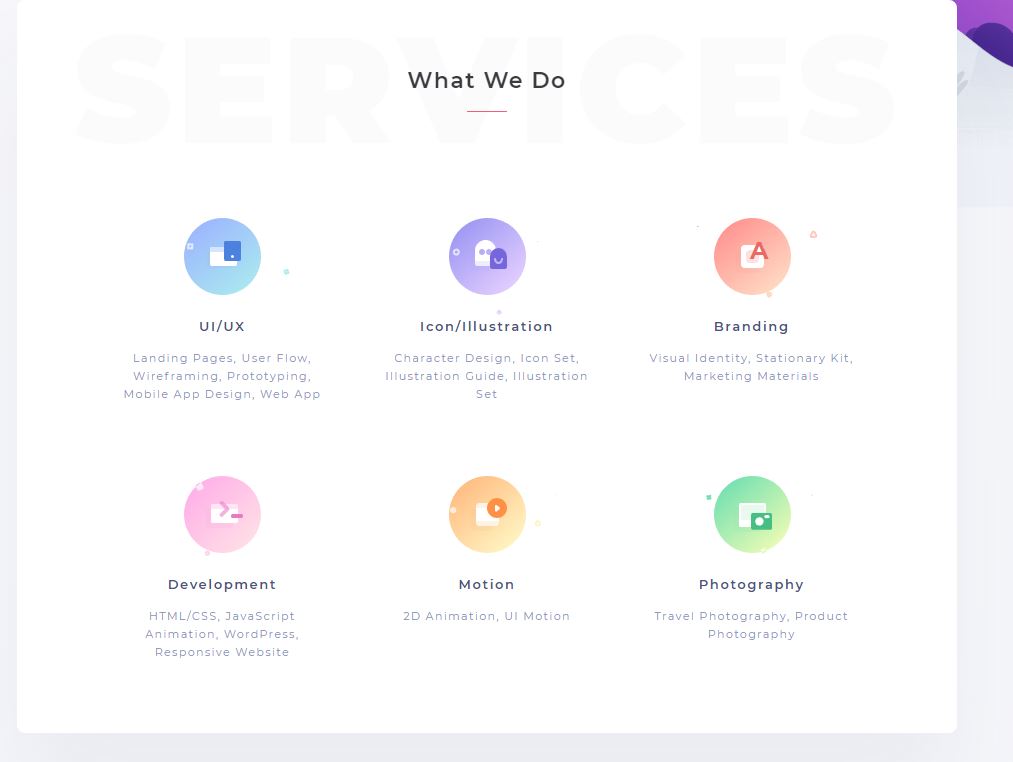 SERVICES
What We Do
UI/UX
Landing Pages, User Flow,
Wireframing, Prototyping,
Mobile App Design, Web App
Icon/Illustration
Character Design, Icon Set,
Illustration Guide, Illustration
Set
A
Branding
Visual Identity, Stationary Kit,
Marketing Materials
Development
HTML/CSS, JavaScript
Animation, WordPress,
Responsive Website
Motion
2D Animation, UI Motion
Photography
Travel Photography, Product
Photography